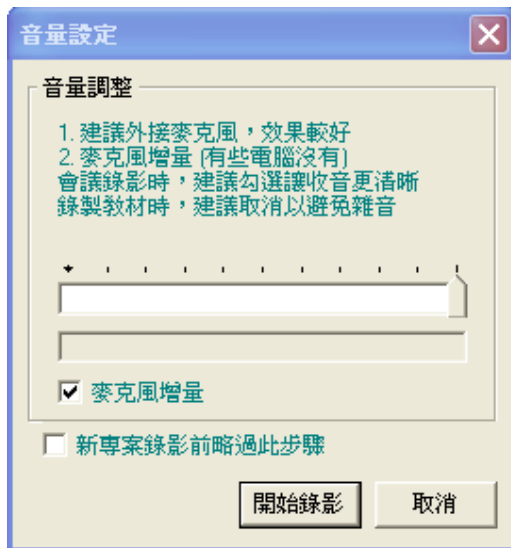 音量設定
音量調整
1. 建議外接麥克風，效果較好
2. 麥克風增量 (有些電腦沒有)
會議錄影時，建議勾選讓收音更清晰
錄製教材時，建議取消以避免雜音
麥克風增量
新專案錄影前略過此步驟
開始錄影
取消